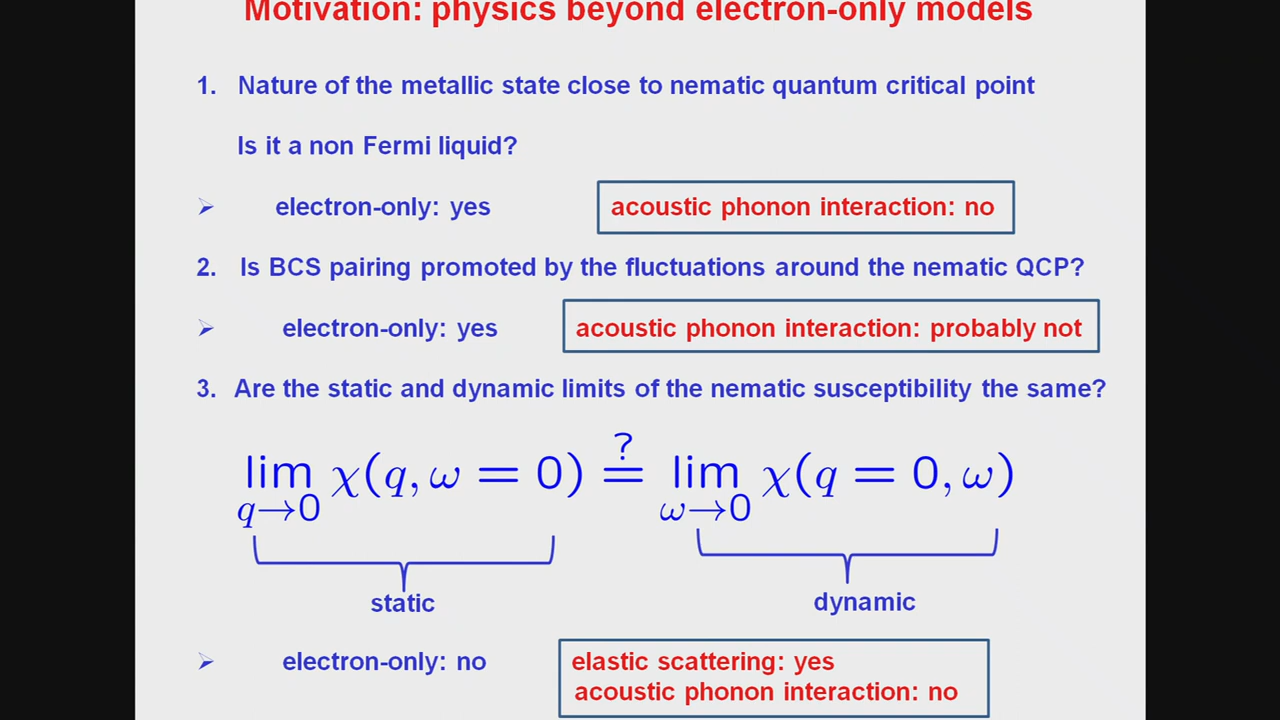 Motivation: physics beyond electron-only models
1. Nature of the metallic state close to nematic quantum critical point
Is it a non Fermi liquid?
➢ electron-only: yes
acoustic phonon interaction: no
2. Is BCS pairing promoted by the fluctuations around the nematic QCP?
➢ electron-only: yes
acoustic phonon interaction: probably not
3. Are the static and dynamic limits of the nematic susceptibility the same?
lim q→0 χ(q, ω = 0) ?= lim ω→0 χ(q = 0, ω)
static
dynamic
➢ electron-only: no
elastic scattering: yes
acoustic phonon interaction: no